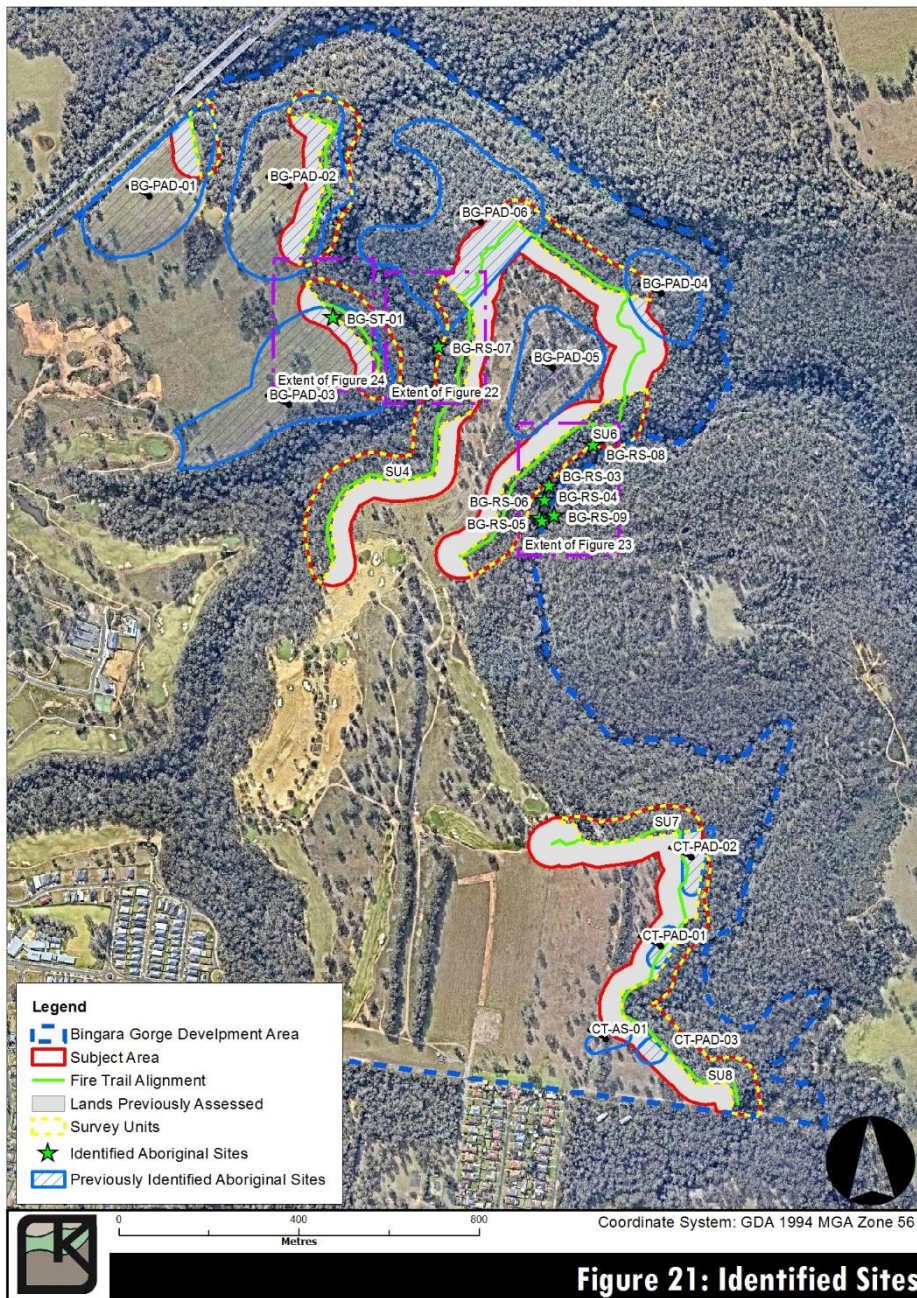 BG-PAD-01
BG-PAD-02
BG-PAD-06
BG-PAD-04
BG-ST-01
BG-RS-07
BG-PAD-05
Extent of Figure 24
Extent of Figure 22
BG-PAD-03
SU6
BG-RS-08
SU4
BG-RS-03
BG-RS-06
BG-RS-04
BG-RS-05
BG-RS-09
Extent of Figure 23
SU7
CT-PAD-02
CT-PAD-01
CT-AS-01
CT-PAD-03
SU8
Legend
Bingara Gorge Develpment Area
Subject Area
Fire Trail Alignment
Lands Previously Assessed
Survey Units
Identified Aboriginal Sites
Previously Identified Aboriginal Sites
0 400 800
Metres
Coordinate System: GDA 1994 MGA Zone 56
K
Figure 21: Identified Sites